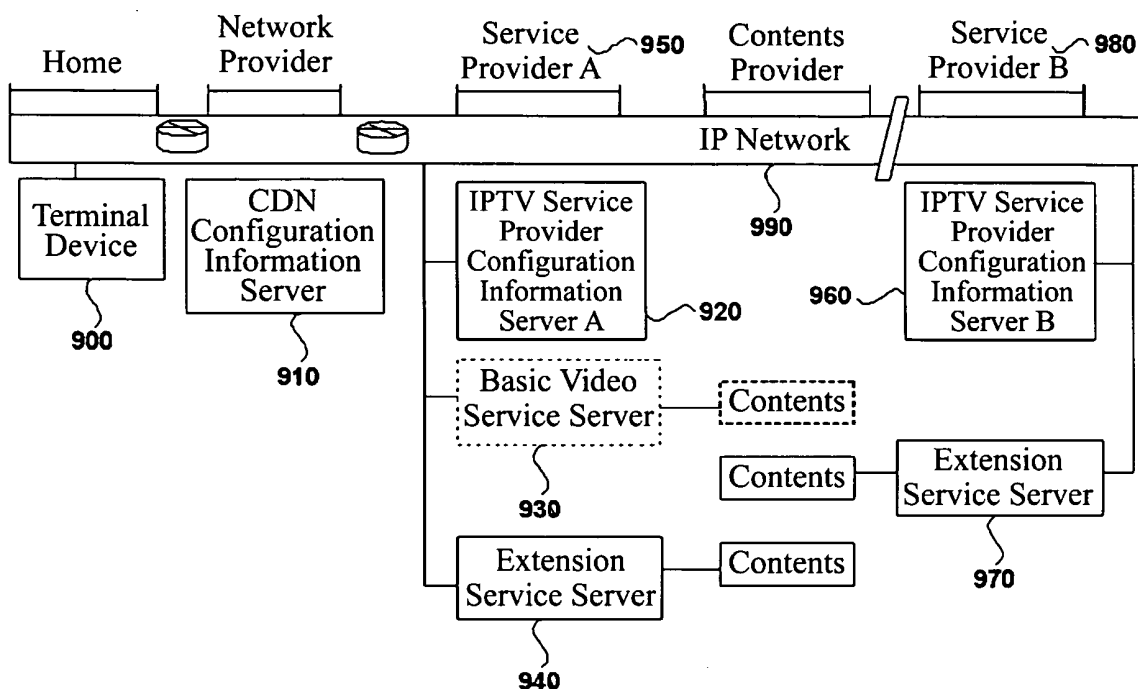 Home
Network
Provider
Service
Provider A
950
Contents
Provider
Service
Provider B
980
IP Network
990
Terminal
Device
900
CDN
Configuration
Information
Server
910
IPTV Service
Provider
Configuration
Information
Server A
920
IPTV Service
Provider
Configuration
Information
Server B
960
Basic Video
Service Server
930
Contents
Contents
Extension
Service Server
970
Extension
Service Server
940
Contents